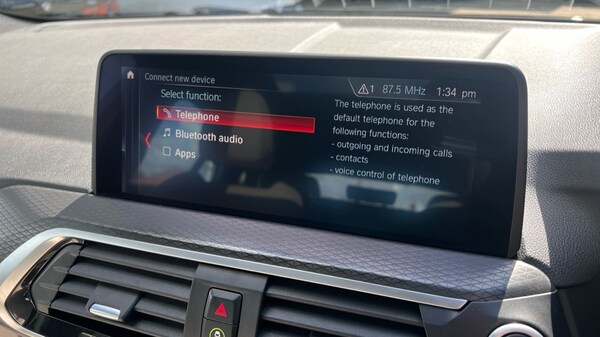 Connect new device
1 87.5 MHz 1:34 pm
Select function:
Telephone
Bluetooth audio
Apps
The telephone is used as the
default telephone for the
following functions:
- outgoing and incoming calls
- contacts
- voice control of telephone